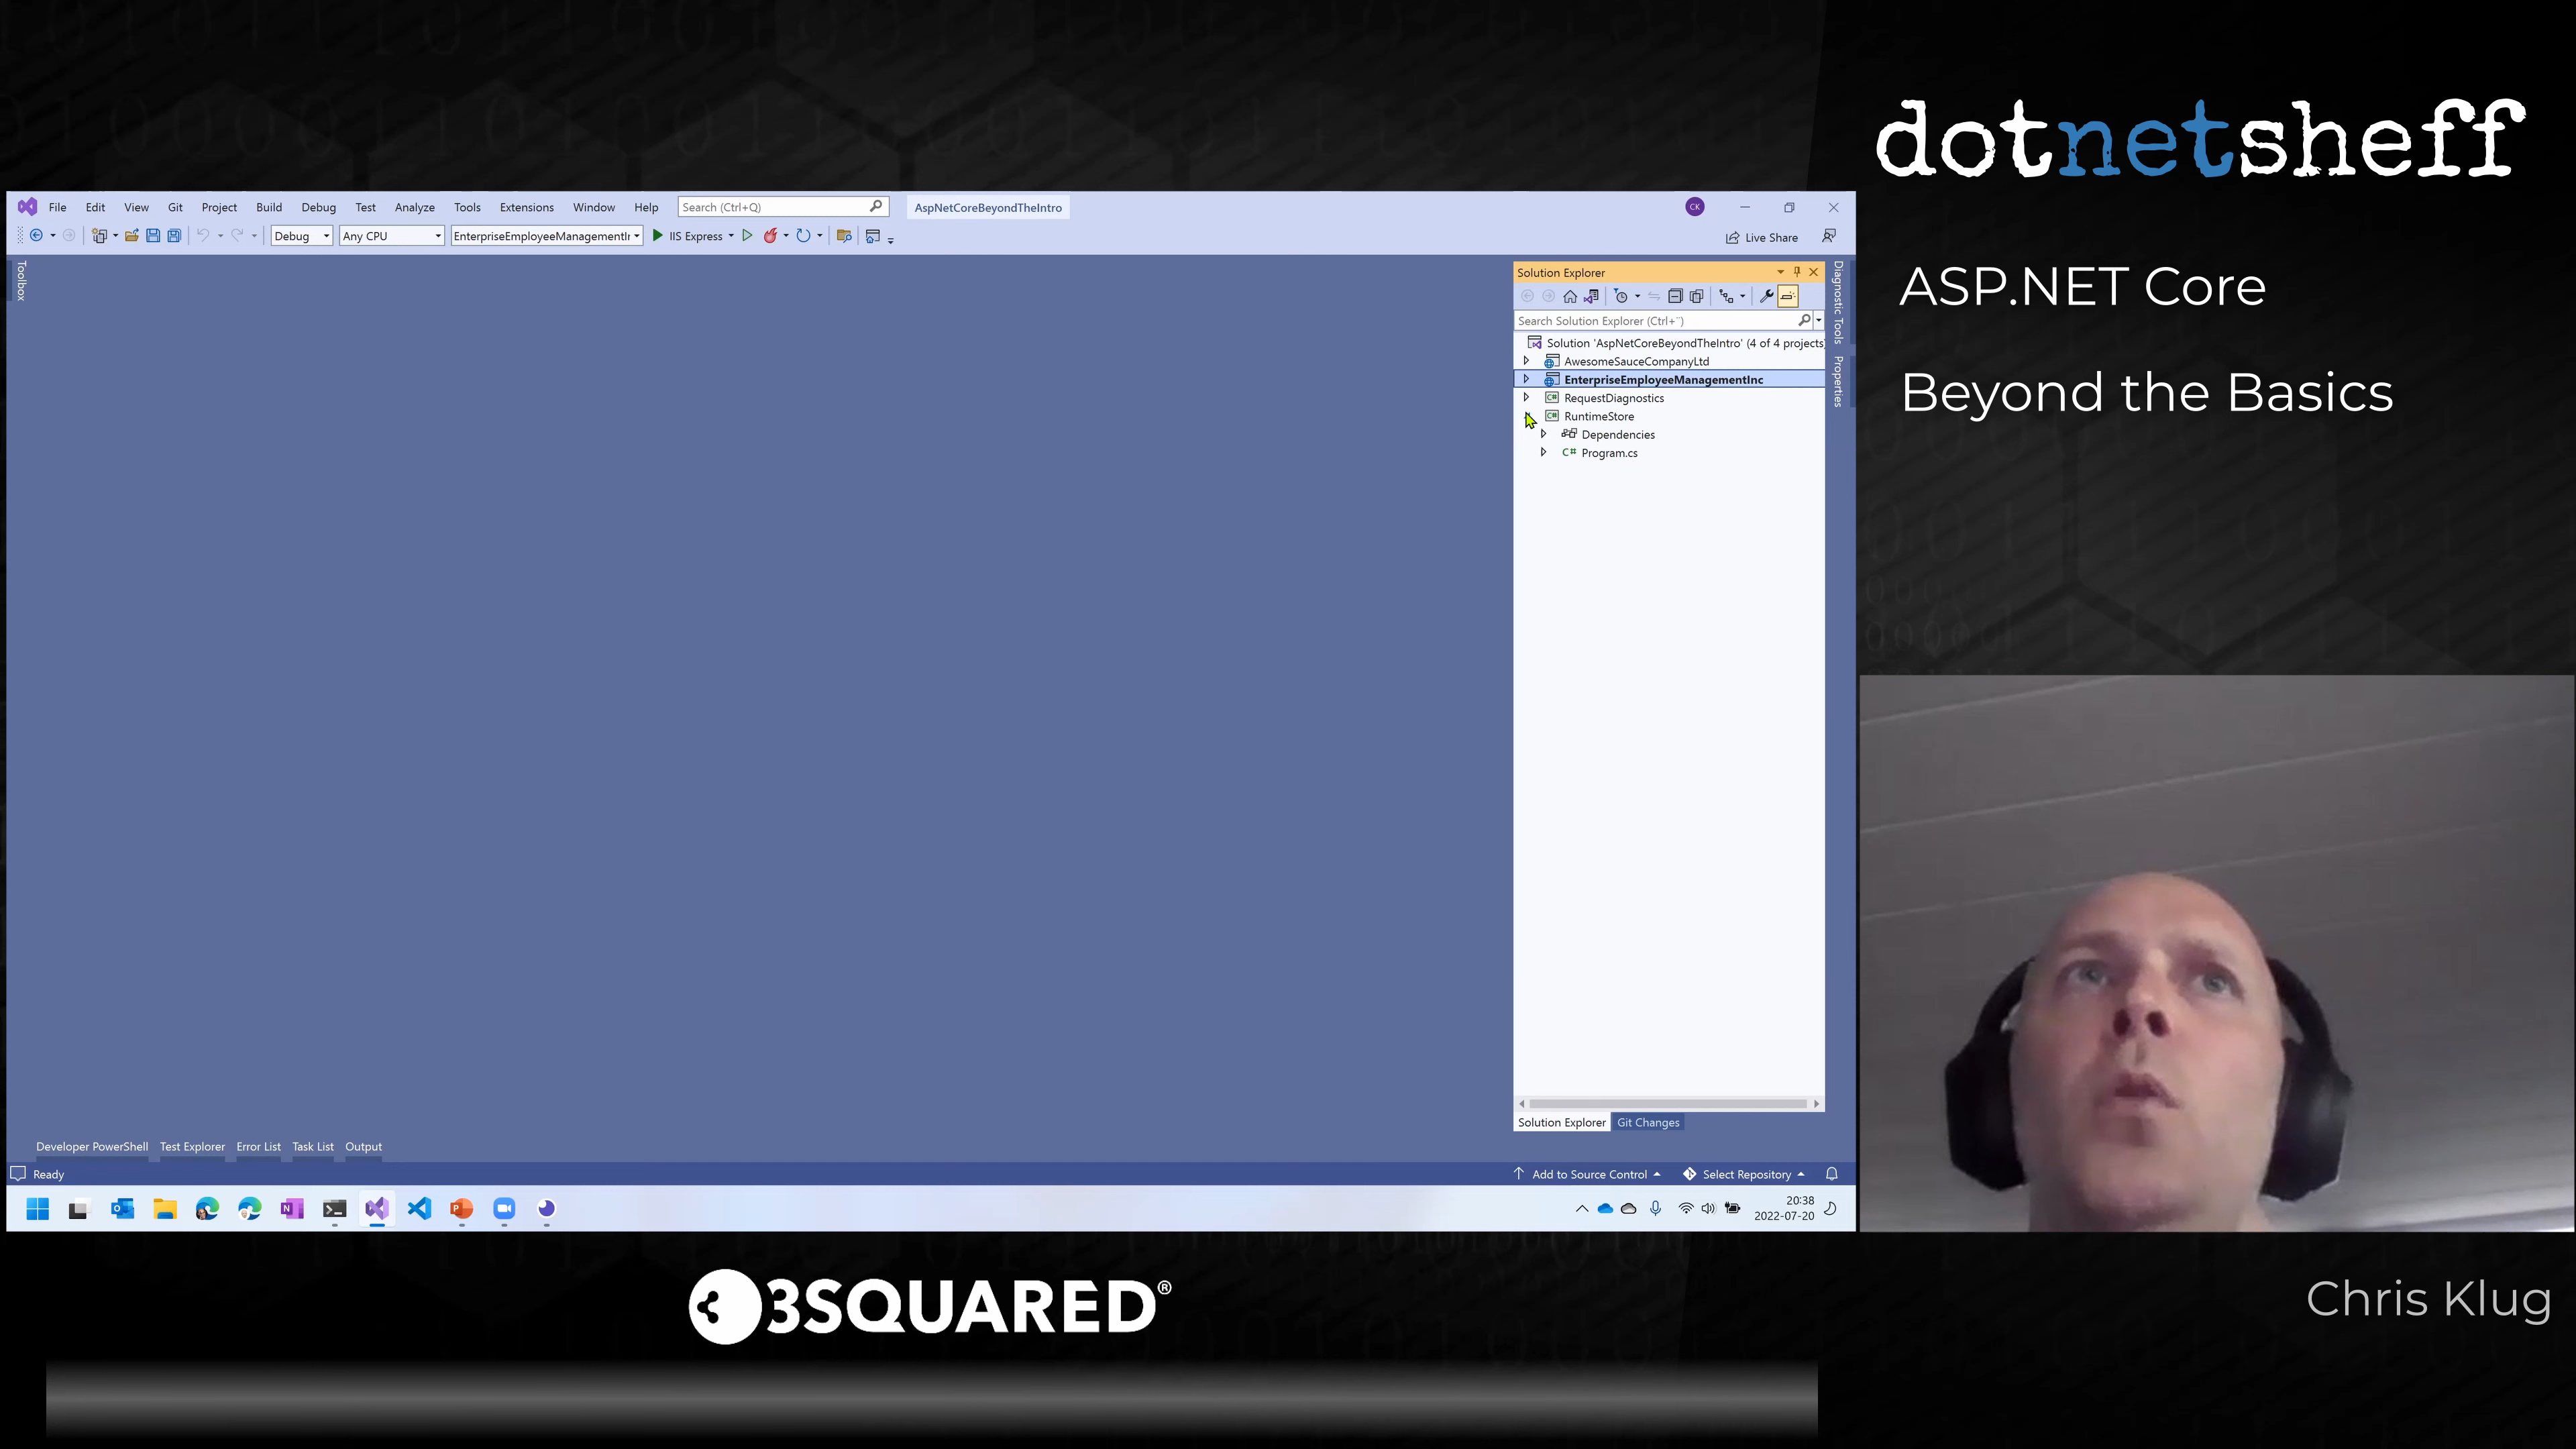 dotnetsheff
ASP.NET Core
Beyond the Basics
File Edit View Git Project Build Debug Test Analyze Tools Extensions Window Help Search (Ctrl+Q) AspNetCoreBeyondTheIntro CK
Debug Any CPU EnterpriseEmployeeManagementIn IIS Express Live Share
Toolbox
Solution Explorer
Search Solution Explorer (Ctrl+¨)
Solution 'AspNetCoreBeyondTheIntro' (4 of 4 projects)
AwesomeSauceCompanyLtd
EnterpriseEmployeeManagementInc
C# RequestDiagnostics
C# RuntimeStore
Dependencies
C# Program.cs
Diagnostic Tools
Properties
Solution Explorer Git Changes
Developer PowerShell Test Explorer Error List Task List Output
Ready Add to Source Control Select Repository
20:38
2022-07-20
3SQUARED®
Chris Klug